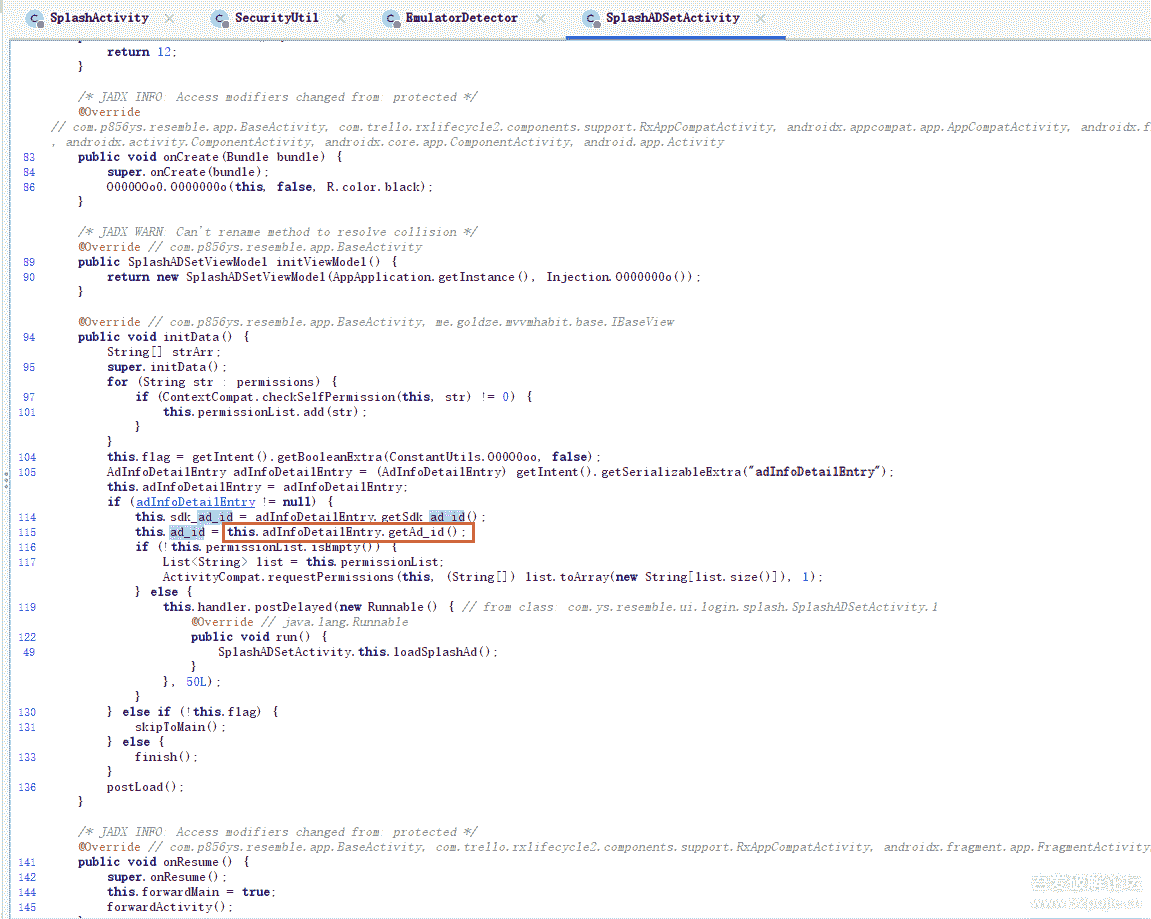 SplashActivity
SecurityUtil
EmulatorDetector
SplashADSetActivity
return 12;
}
/* JADX INFO: Access modifiers changed from: protected */
@Override
// com.p856ys.resemble.app.BaseActivity, com.trello.rxlifecycle2.components.support.RxAppCompatActivity, androidx.appcompat.app.AppCompatActivity, androidx.f
, androidx.activity.ComponentActivity, androidx.core.app.ComponentActivity, android.app.Activity
83 public void onCreate(Bundle bundle) {
84 super.onCreate(bundle);
86 O00000o0.O000000o(this, false, R.color.black);
}
/* JADX WARN: Can't rename method to resolve collision */
@Override // com.p856ys.resemble.app.BaseActivity
89 public SplashADSetViewModel initViewModel() {
90 return new SplashADSetViewModel(AppApplication.getInstance(), Injection.O000000o());
}
@Override // com.p856ys.resemble.app.BaseActivity, me.goldze.mvvmhabit.base.IBaseView
94 public void initData() {
String[] strArr;
95 super.initData();
for (String str : permissions) {
97 if (ContextCompat.checkSelfPermission(this, str) != 0) {
101 this.permissionList.add(str);
}
}
104 this.flag = getIntent().getBooleanExtra(ConstantUtils.O0000Ooo, false);
105 AdInfoDetailEntry adInfoDetailEntry = (AdInfoDetailEntry) getIntent().getSerializableExtra("adInfoDetailEntry");
this.adInfoDetailEntry = adInfoDetailEntry;
if (adInfoDetailEntry != null) {
114 this.sdk_ad_id = adInfoDetailEntry.getSdk_ad_id();
115 this.ad_id = this.adInfoDetailEntry.getAd_id();
116 if (!this.permissionList.isEmpty()) {
117 List<String> list = this.permissionList;
ActivityCompat.requestPermissions(this, (String[]) list.toArray(new String[list.size()]), 1);
} else {
119 this.handler.postDelayed(new Runnable() { // from class: com.ys.resemble.ui.login.splash.SplashADSetActivity.1
@Override // java.lang.Runnable
122 public void run() {
49 SplashADSetActivity.this.loadSplashAd();
}
}, 50L);
}
130 } else if (!this.flag) {
131 skipToMain();
} else {
133 finish();
}
136 postLoad();
}
/* JADX INFO: Access modifiers changed from: protected */
@Override // com.p856ys.resemble.app.BaseActivity, com.trello.rxlifecycle2.components.support.RxAppCompatActivity, androidx.fragment.app.FragmentActivity,
141 public void onResume() {
142 super.onResume();
144 this.forwardMain = true;
145 forwardActivity();
吾爱破解论坛
www.52pojie.cn